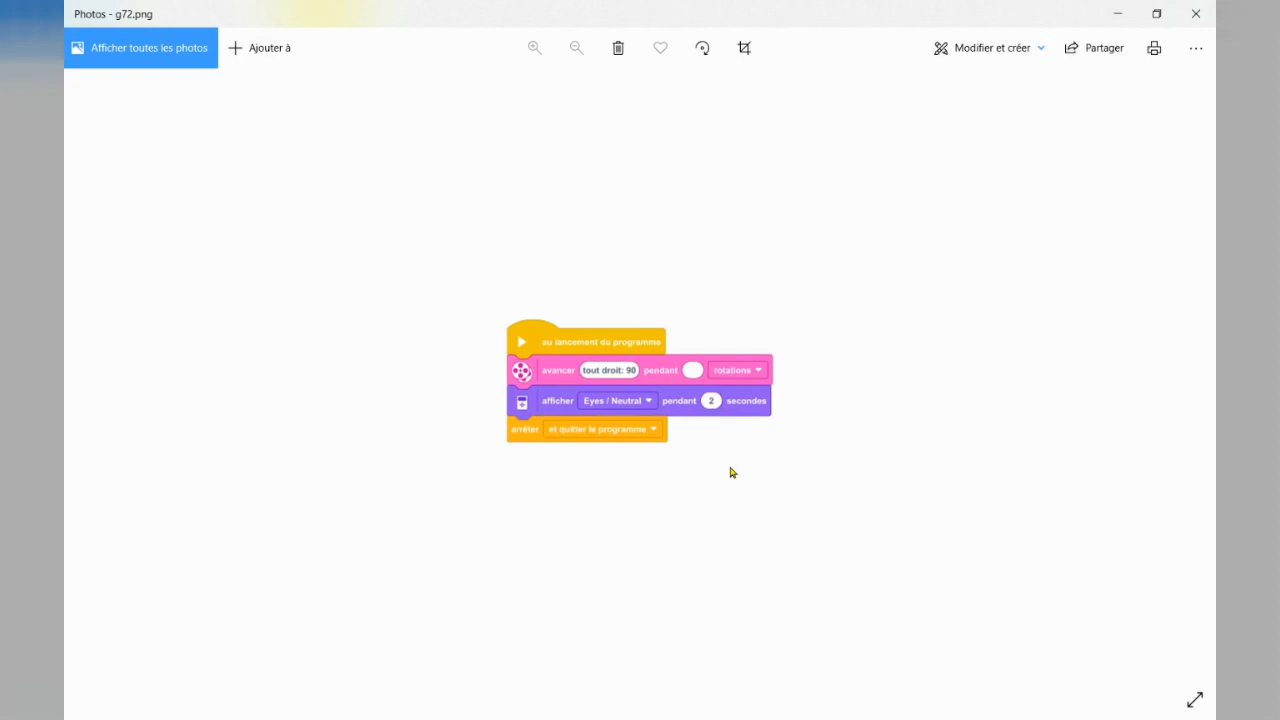 Photos - g72.png
Afficher toutes les photos
Ajouter à
Modifier et créer
Partager
au lancement du programme
avancer tout droit: 90 pendant rotations
afficher Eyes / Neutral pendant 2 secondes
arrêter et quitter le programme